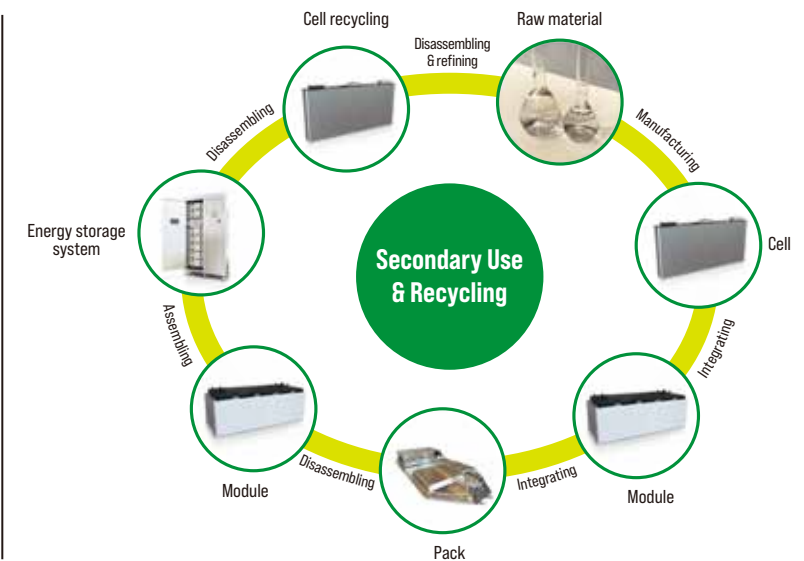 Cell recycling
Disassembling
& refining
Raw material
Manufacturing
Cell
Integrating
Module
Integrating
Pack
Disassembling
Module
Assembling
Energy storage
system
Disassembling
Secondary Use
& Recycling